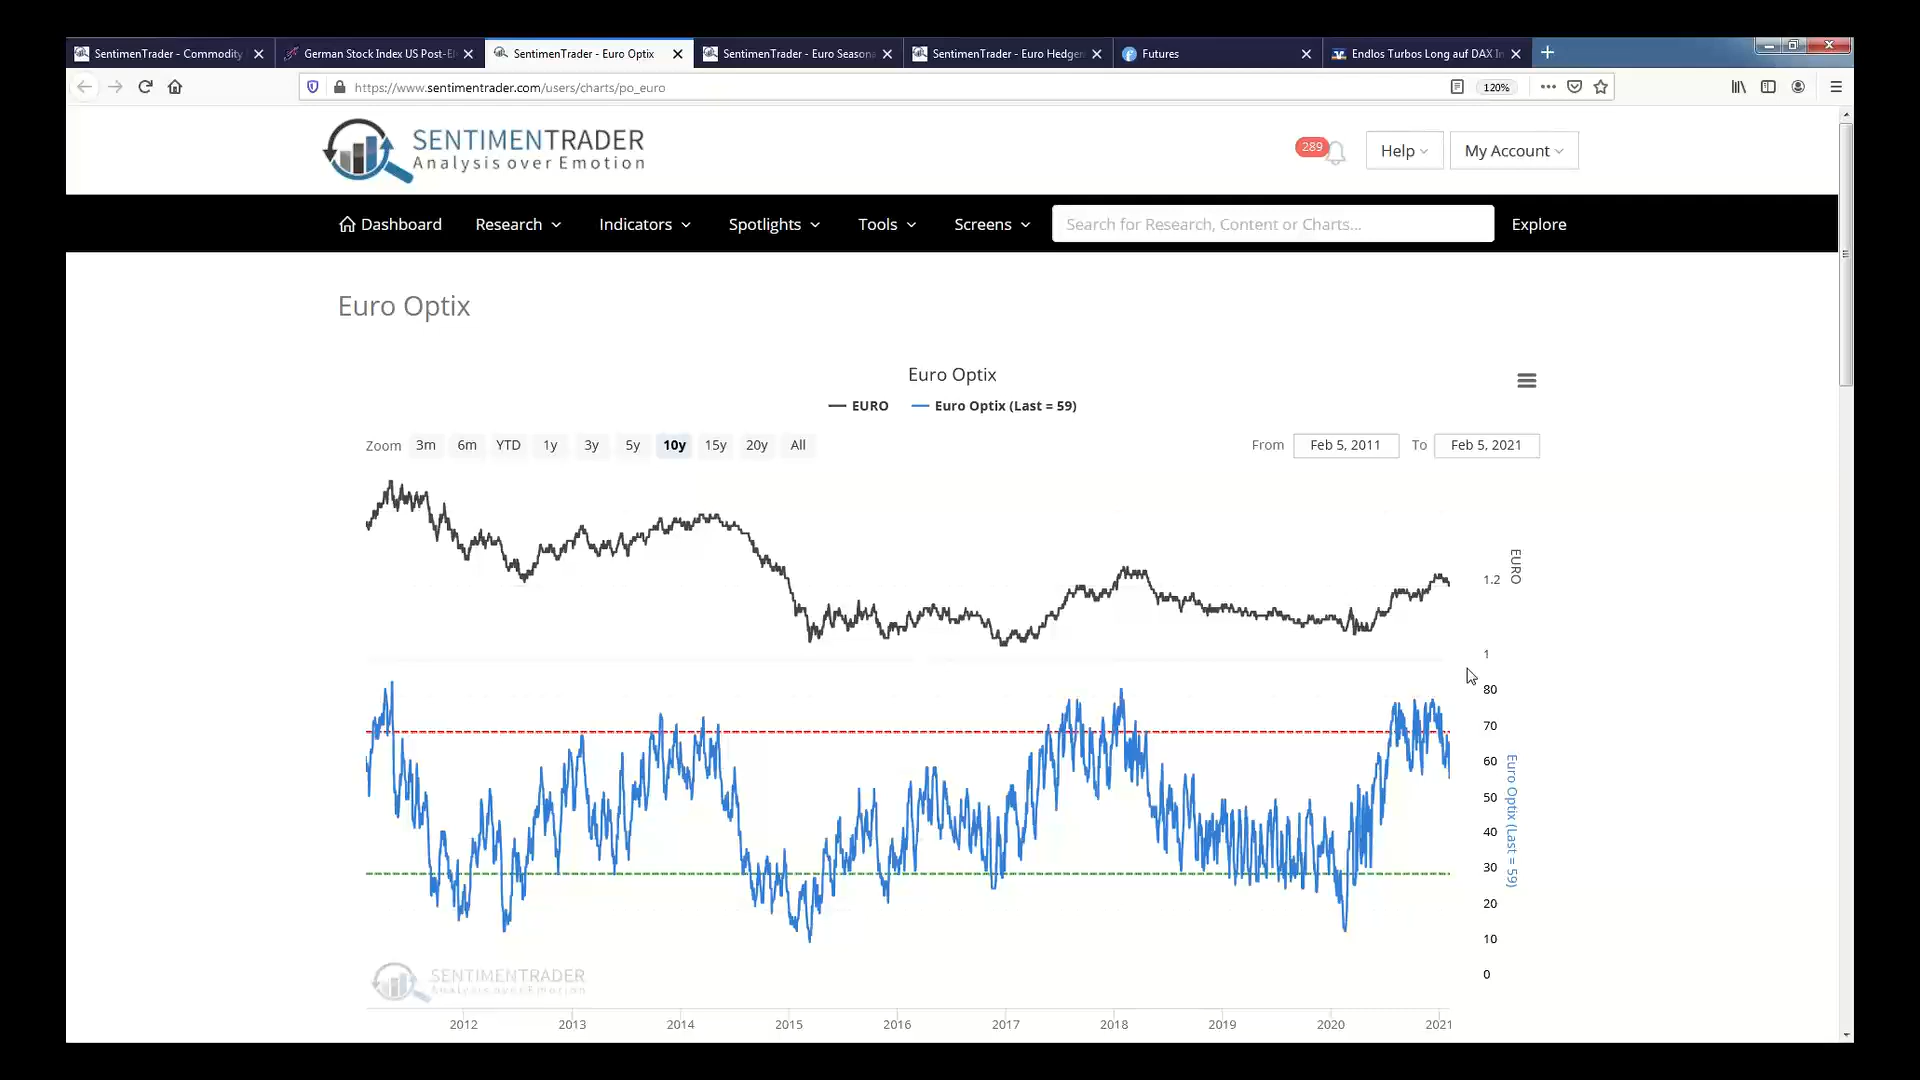 SentimenTrader - Commodity
German Stock Index US Post-El
SentimenTrader - Euro Optix
SentimenTrader - Euro Seasona
SentimenTrader - Euro Hedger
Futures
Endlos Turbos Long auf DAX In
https://www.sentimentrader.com/users/charts/po_euro
120%
SENTIMENTRADER
Analysis over Emotion
289
Help
My Account
Dashboard
Research
Indicators
Spotlights
Tools
Screens
Search for Research, Content or Charts...
Explore
Euro Optix
Euro Optix
EURO
Euro Optix (Last = 59)
Zoom
3m
6m
YTD
1y
3y
5y
10y
15y
20y
All
From
Feb 5, 2011
To
Feb 5, 2021
EURO
1.2
1
80
70
60
50
40
30
20
10
0
Euro Optix (Last = 59)
SENTIMENTRADER
Analysis over Emotion
2012
2013
2014
2015
2016
2017
2018
2019
2020
2021